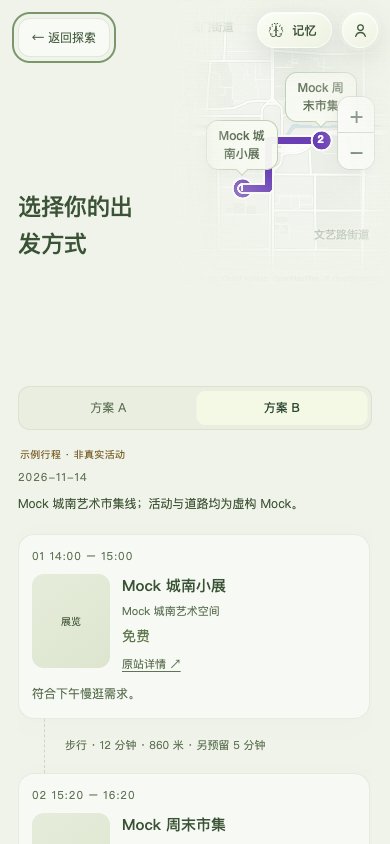 ← 返回探索
门街道
记忆
Mock 周
末市集
+
2
Mock 城
南小展
−
选择你的出
发方式
文艺路街道
方案 A
方案 B
示例行程 · 非真实活动
2026-11-14
Mock 城南艺术市集线；活动与道路均为虚构 Mock。
01 14:00 — 15:00
Mock 城南小展
展览
Mock 城南艺术空间
免费
原站详情 ↗
符合下午慢逛需求。
步行 · 12 分钟 · 860 米 · 另预留 5 分钟
02 15:20 — 16:20
Mock 周末市集